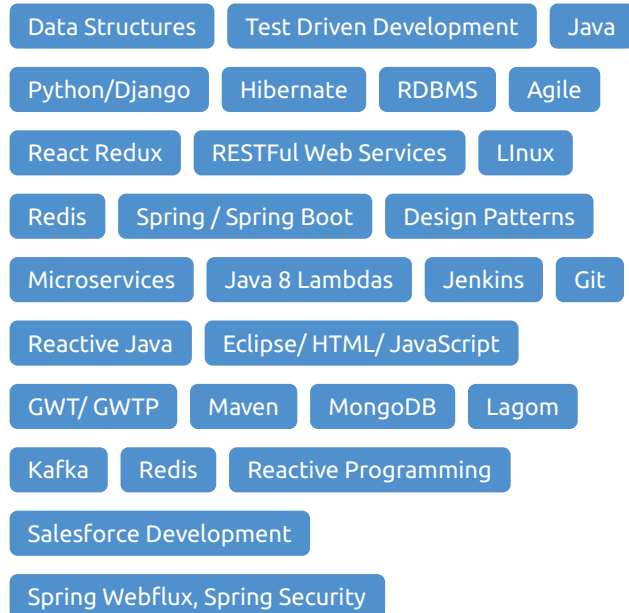 Data Structures Test Driven Development Java
Python/Django Hibernate RDBMS Agile
React Redux RESTFul Web Services LInux
Redis Spring / Spring Boot Design Patterns
Microservices Java 8 Lambdas Jenkins Git
Reactive Java Eclipse/ HTML/ JavaScript
GWT/ GWTP Maven MongoDB Lagom
Kafka Redis Reactive Programming
Salesforce Development
Spring Webflux, Spring Security